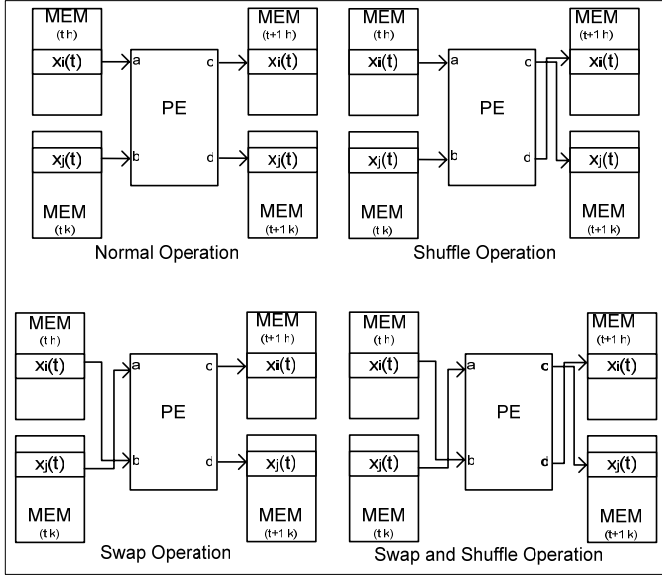 MEM
(t h)
xi(t)
a
PE
c
MEM
(t+1 h)
xi(t)
xj(t)
MEM
(t k)
b
d
xj(t)
MEM
(t+1 k)
Normal Operation
MEM
(t h)
xi(t)
a
PE
c
MEM
(t+1 h)
xi(t)
xj(t)
MEM
(t k)
b
d
xj(t)
MEM
(t+1 k)
Shuffle Operation
MEM
(t h)
xi(t)
a
PE
c
MEM
(t+1 h)
xi(t)
xj(t)
MEM
(t k)
b
d
xj(t)
MEM
(t+1 k)
Swap Operation
MEM
(t h)
xi(t)
a
PE
c
MEM
(t+1 h)
xi(t)
xj(t)
MEM
(t k)
b
d
xj(t)
MEM
(t+1 k)
Swap and Shuffle Operation